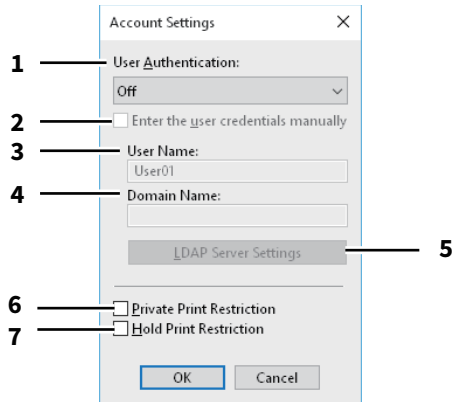 Account Settings
1 User Authentication:
Off
2 Enter the user credentials manually
3 User Name:
User01
4 Domain Name:
LDAP Server Settings 5
6 Private Print Restriction
7 Hold Print Restriction
OK Cancel